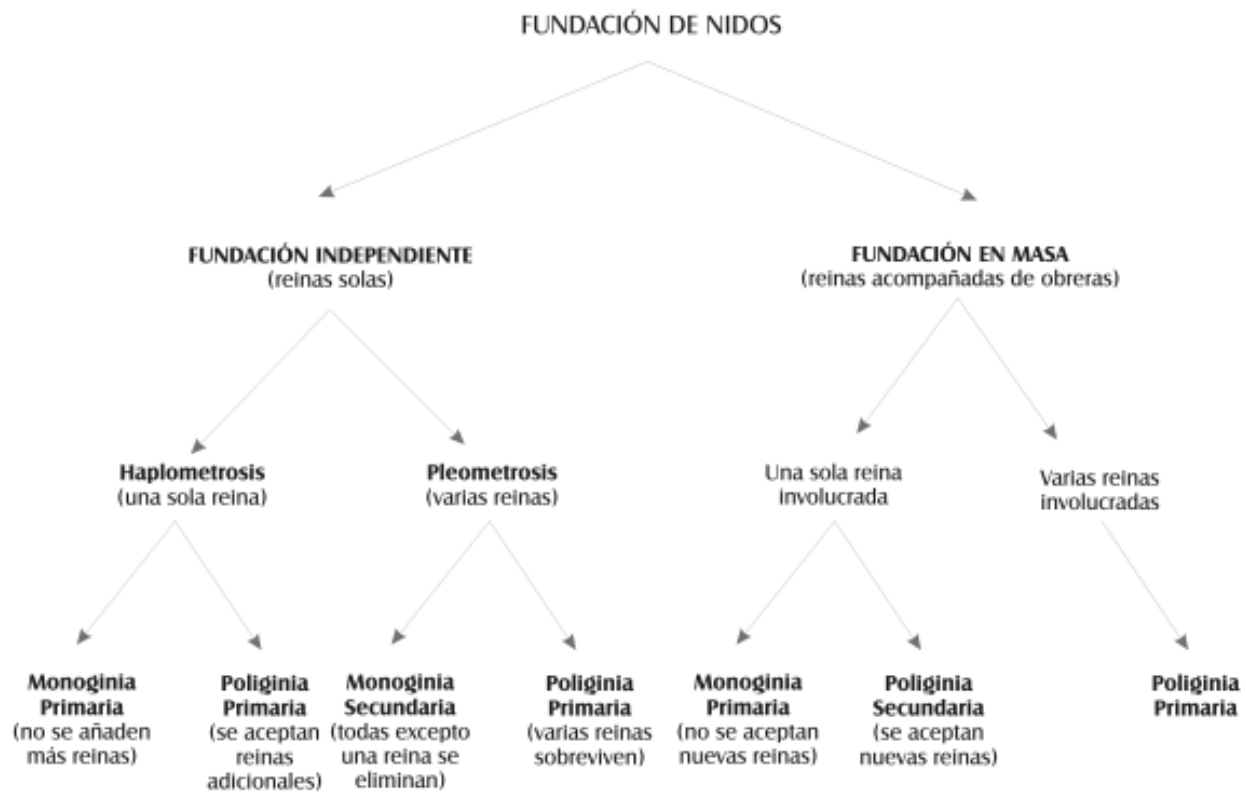 FUNDACIÓN DE NIDOS
FUNDACIÓN INDEPENDIENTE
(reinas solas)
FUNDACIÓN EN MASA
(reinas acompañadas de obreras)
Haplometrosis
(una sola reina)
Pleometrosis
(varias reinas)
Una sola reina
involucrada
Varias reinas
involucradas
Monoginia
Primaria
(no se añaden
más reinas)
Poliginia
Primaria
(se aceptan
reinas
adicionales)
Monoginia
Secundaria
(todas excepto
una reina se
eliminan)
Poliginia
Primaria
(varias reinas
sobreviven)
Monoginia
Primaria
(no se aceptan
nuevas reinas)
Poliginia
Secundaria
(se aceptan
nuevas reinas)
Poliginia
Primaria